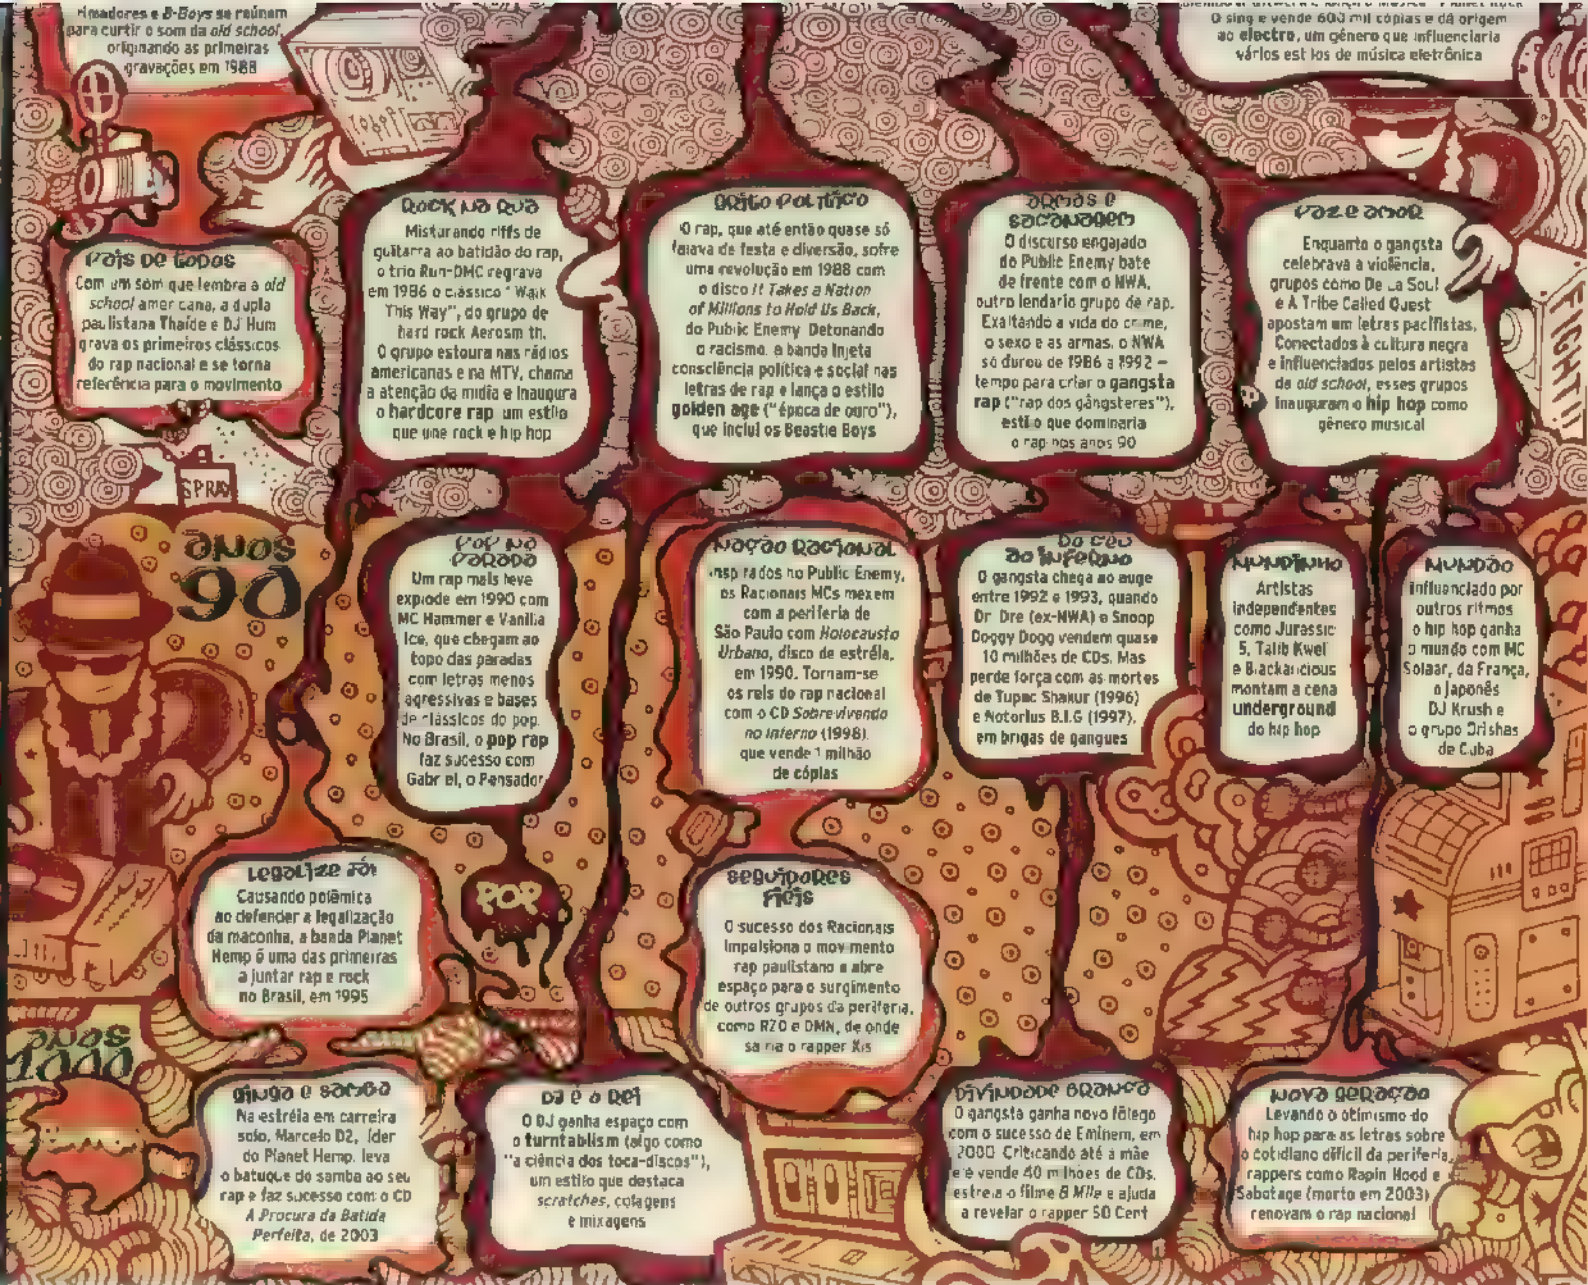 rimadores e B-Boys se reúnem
para curtir o som da old school,
originando as primeiras
gravações em 1988
O sing e vende 600 mil cópias e dá origem
ao electro, um gênero que influenciaria
vários est los de música eletrônica
PAIS DE TODOS
Com um som que lembra a old
school amer cana, a dupla
paulistana Thaíde e DJ Hum
grava os primeiros clássicos
do rap nacional e se torna
referência para o movimento
ROCK NA RUA
Misturando riffs de
guitarra ao batidão do rap,
o trio Run-DMC regrava
em 1986 o clássico "Walk
This Way", do grupo de
hard rock Aerosm th.
O grupo estoura nas rádios
americanas e na MTV, chama
a atenção da mídia e inaugura
o hardcore rap um estilo
que une rock e hip hop
GRITO POLÍTICO
O rap, que até então quase só
falava de festa e diversão, sofre
uma revolução em 1988 com
o disco It Takes a Nation
of Millions to Hold Us Back,
do Public Enemy Detonando
o racismo, a banda injeta
consciência política e social nas
letras de rap e lança o estilo
golden age ("época de ouro"),
que inclui os Beastie Boys
ARMAS E
SACANAGEM
O discurso engajado
do Public Enemy bate
de frente com o NWA,
outro lendário grupo de rap.
Exaltando a vida do crime,
o sexo e as armas, o NWA
só durou de 1986 a 1992 –
tempo para criar o gangsta
rap ("rap dos gângsteres"),
esti o que dominaria
o rap nos anos 90
PAZ E AMOR
Enquanto o gangsta
celebrava a violência,
grupos como De La Soul
e A Tribe Called Quest
apostam em letras pacifistas.
Conectados à cultura negra
e influenciados pelos artistas
da old school, esses grupos
inauguram o hip hop como
gênero musical
FIGHT!!
SPRAY
ANOS
90
POP NA
PARADA
Um rap mais leve
explode em 1990 com
MC Hammer e Vanilla
Ice, que chegam ao
topo das paradas
com letras menos
agressivas e bases
de clássicos do pop.
No Brasil, o pop rap
faz sucesso com
Gabr el, o Pensador
NAÇÃO RACIONAL
Insp rados no Public Enemy,
os Racionais MCs mexem
com a periferia de
São Paulo com Holocausto
Urbano, disco de estréia,
em 1990. Tornam-se
os reis do rap nacional
com o CD Sobrevivendo
no Inferno (1998),
que vende 1 milhão
de cópias
DO CÉU
AO INFERNO
O gangsta chega ao auge
entre 1992 e 1993, quando
Dr Dre (ex-NWA) e Snoop
Doggy Dogg vendem quase
10 milhões de CDs. Mas
perde força com as mortes
de Tupac Shakur (1996)
e Notorius B.I.G (1997),
em brigas de gangues
MUNDINHO
Artistas
independentes
como Jurassic
5, Talib Kwel
e Blackalicious
montam a cena
underground
do hip hop
MUNDÃO
Influenciado por
outros ritmos
o hip hop ganha
o mundo com MC
Solaar, da França,
o japonês
DJ Krush e
o grupo Orishas
de Cuba
LEGALIZE JÁ!
Causando polêmica
ao defender a legalização
da maconha, a banda Planet
Hemp é uma das primeiras
a juntar rap e rock
no Brasil, em 1995
POP
SEGUIDORES
FIÉIS
O sucesso dos Racionais
impulsiona o mov mento
rap paulistano e abre
espaço para o surgimento
de outros grupos da periferia,
como RZO e DMN, de onde
sa ria o rapper Xis
ANOS
GINGA E SAMBA
Na estréia em carreira
solo, Marcelo D2, íder
do Planet Hemp, leva
o batuque do samba ao seu
rap e faz sucesso com o CD
A Procura da Batida
Perfeita, de 2003
DJ É O REI
O DJ ganha espaço com
o turntablism (algo como
"a ciência dos toca-discos"),
um estilo que destaca
scratches, colagens
e mixagens
DIVINDADE BRANCA
O gangsta ganha novo fôlego
com o sucesso de Eminem, em
2000 Criticando até a mãe
ele vende 40 m lhões de CDs,
estreia o filme 8 Mile e ajuda
a revelar o rapper 50 Cent
NOVA GERAÇÃO
Levando o otimismo do
hip hop para as letras sobre
o cotidiano difícil da periferia,
rappers como Rapin Hood e
Sabotage (morto em 2003)
renovam o rap nacional